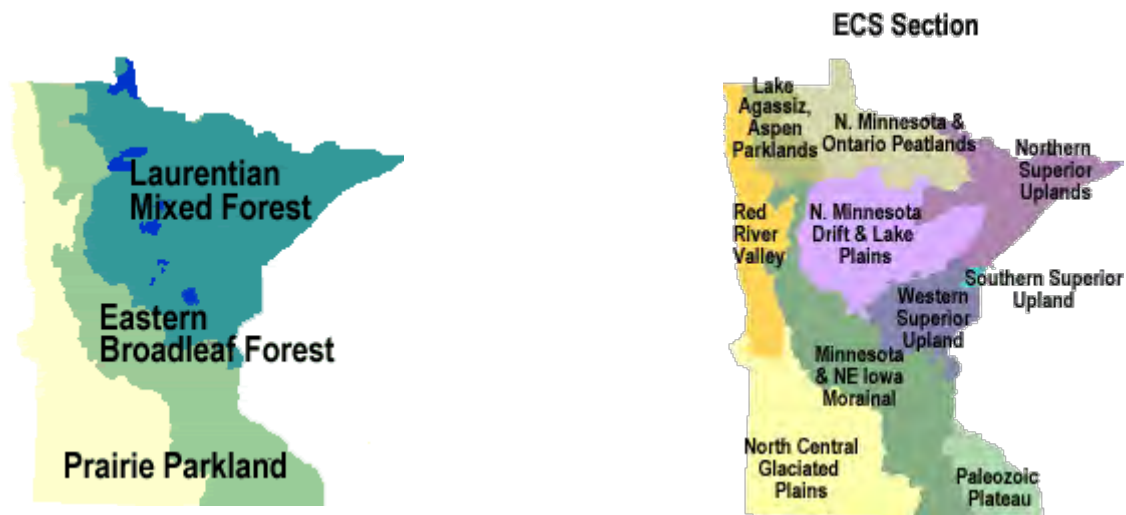 Laurentian
Mixed Forest
Eastern
Broadleaf Forest
Prairie Parkland
ECS Section
Lake
Agassiz,
Aspen
Parklands
N. Minnesota &
Ontario Peatlands
Northern
Superior
Uplands
Red
River
Valley
N. Minnesota
Drift & Lake
Plains
Southern Superior
Upland
Western
Superior
Upland
Minnesota
& NE Iowa
Morainal
North Central
Glaciated
Plains
Paleozoic
Plateau